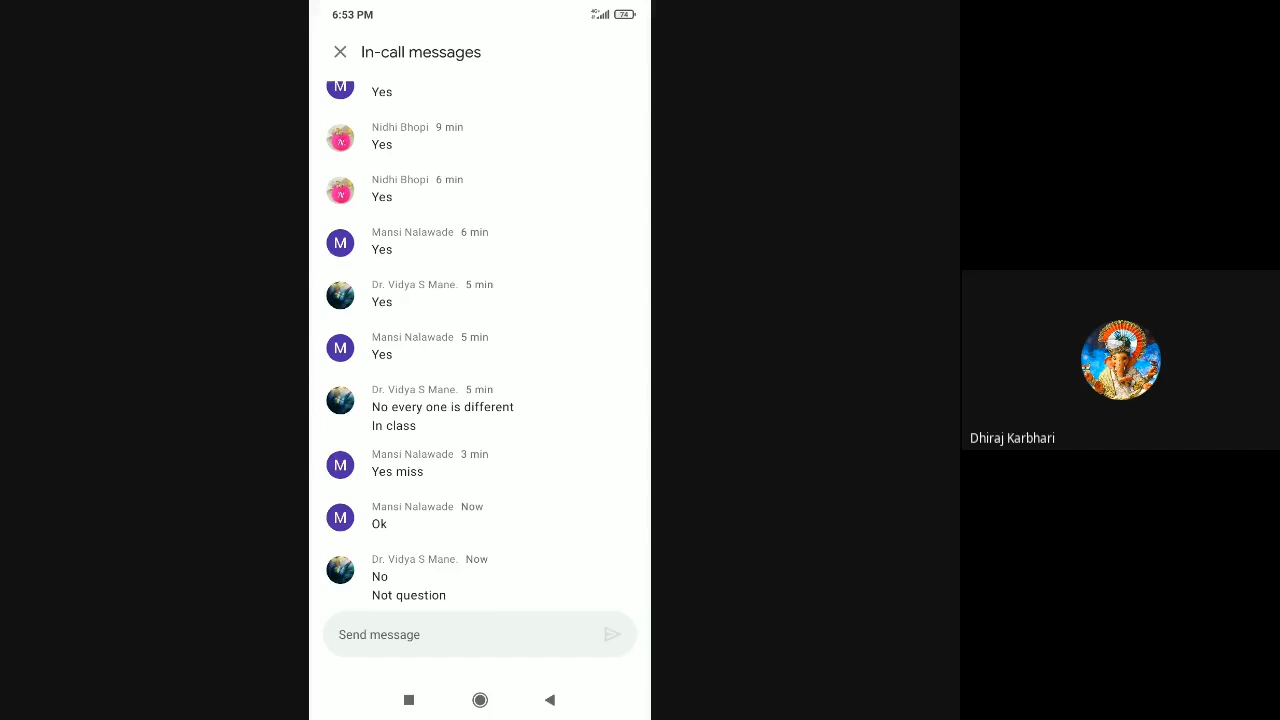 6:53 PM
4G+
74
In-call messages
M
Yes
Nidhi Bhopi 9 min
Yes
Nidhi Bhopi 6 min
Yes
Mansi Nalawade 6 min
M
Yes
Dr. Vidya S Mane. 5 min
Yes
Mansi Nalawade 5 min
M
Yes
Dr. Vidya S Mane. 5 min
No every one is different
In class
Mansi Nalawade 3 min
M
Yes miss
Mansi Nalawade Now
M
Ok
Dr. Vidya S Mane. Now
No
Not question
Send message
Dhiraj Karbhari